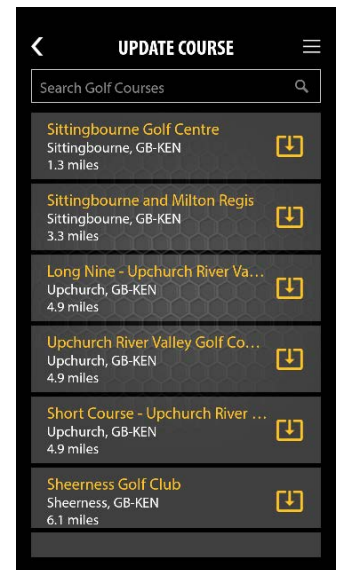 UPDATE COURSE
Search Golf Courses
Sittingbourne Golf Centre
Sittingbourne, GB-KEN
1.3 miles
Sittingbourne and Milton Regis
Sittingbourne, GB-KEN
3.3 miles
Long Nine - Upchurch River Va...
Upchurch, GB-KEN
4.9 miles
Upchurch River Valley Golf Co...
Upchurch, GB-KEN
4.9 miles
Short Course - Upchurch River ...
Upchurch, GB-KEN
4.9 miles
Sheerness Golf Club
Sheerness, GB-KEN
6.1 miles